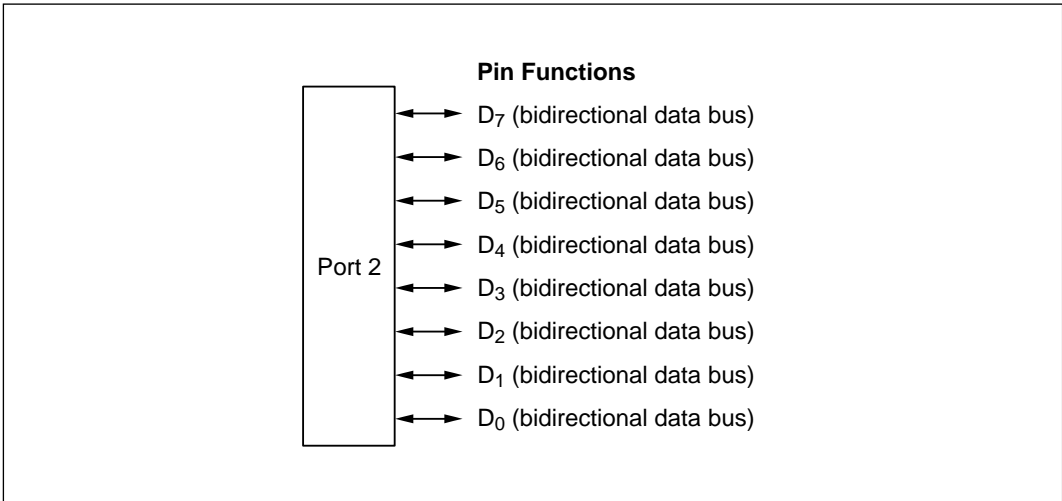 Pin Functions
D7 (bidirectional data bus)
D6 (bidirectional data bus)
D5 (bidirectional data bus)
D4 (bidirectional data bus)
Port 2
D3 (bidirectional data bus)
D2 (bidirectional data bus)
D1 (bidirectional data bus)
D0 (bidirectional data bus)